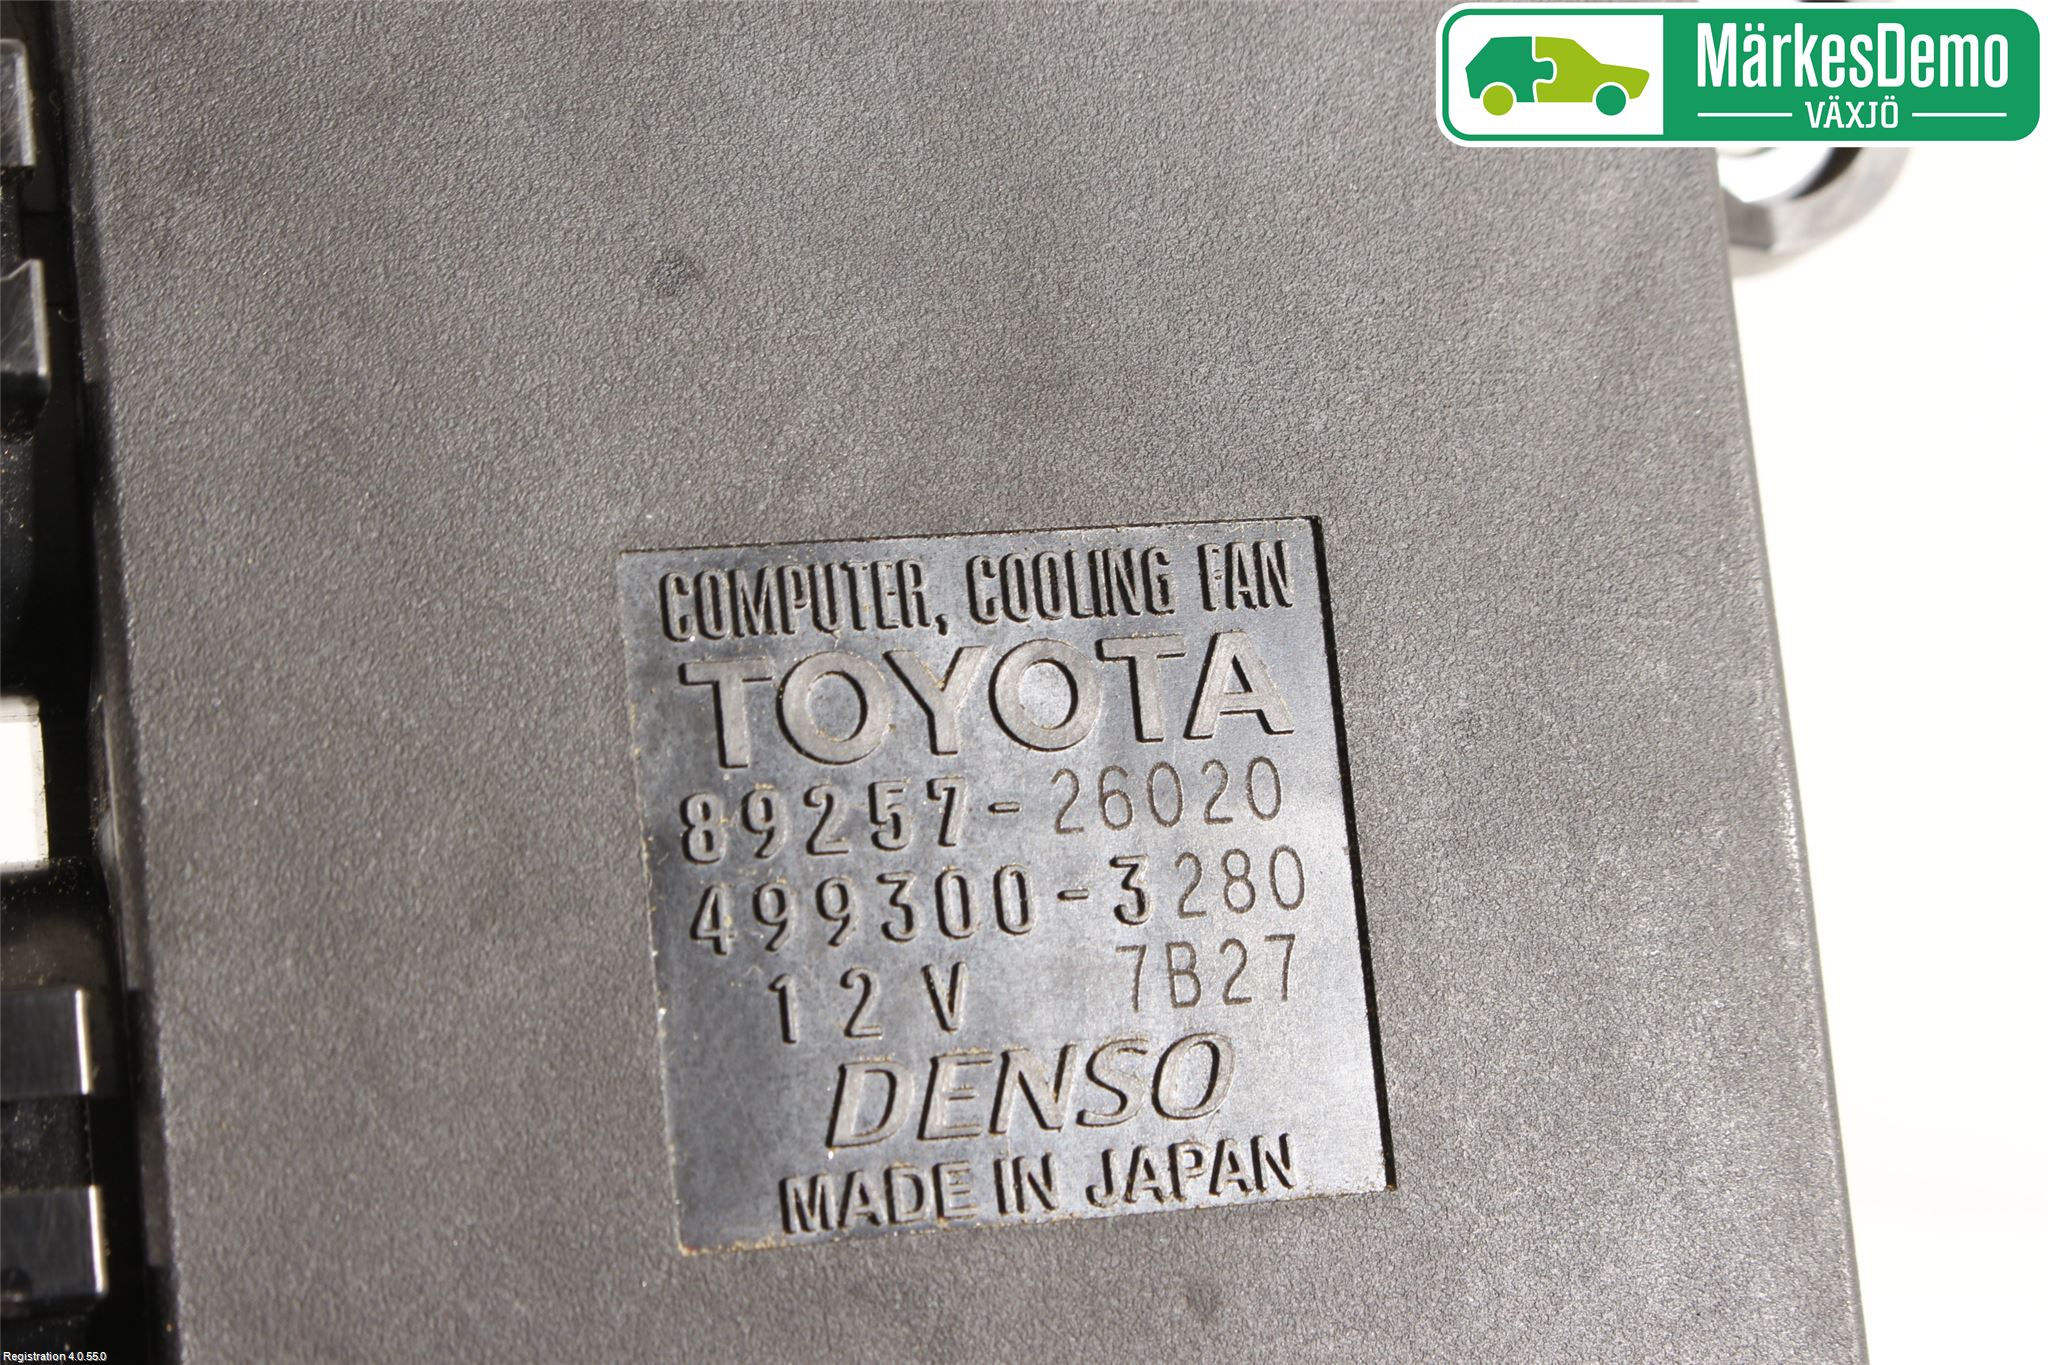 MärkesDemo
VÄXJÖ
COMPUTER, COOLING FAN
TOYOTA
89257-26020
499300-3280
12V 7B27
DENSO
MADE IN JAPAN
Registration 4.0.55.0